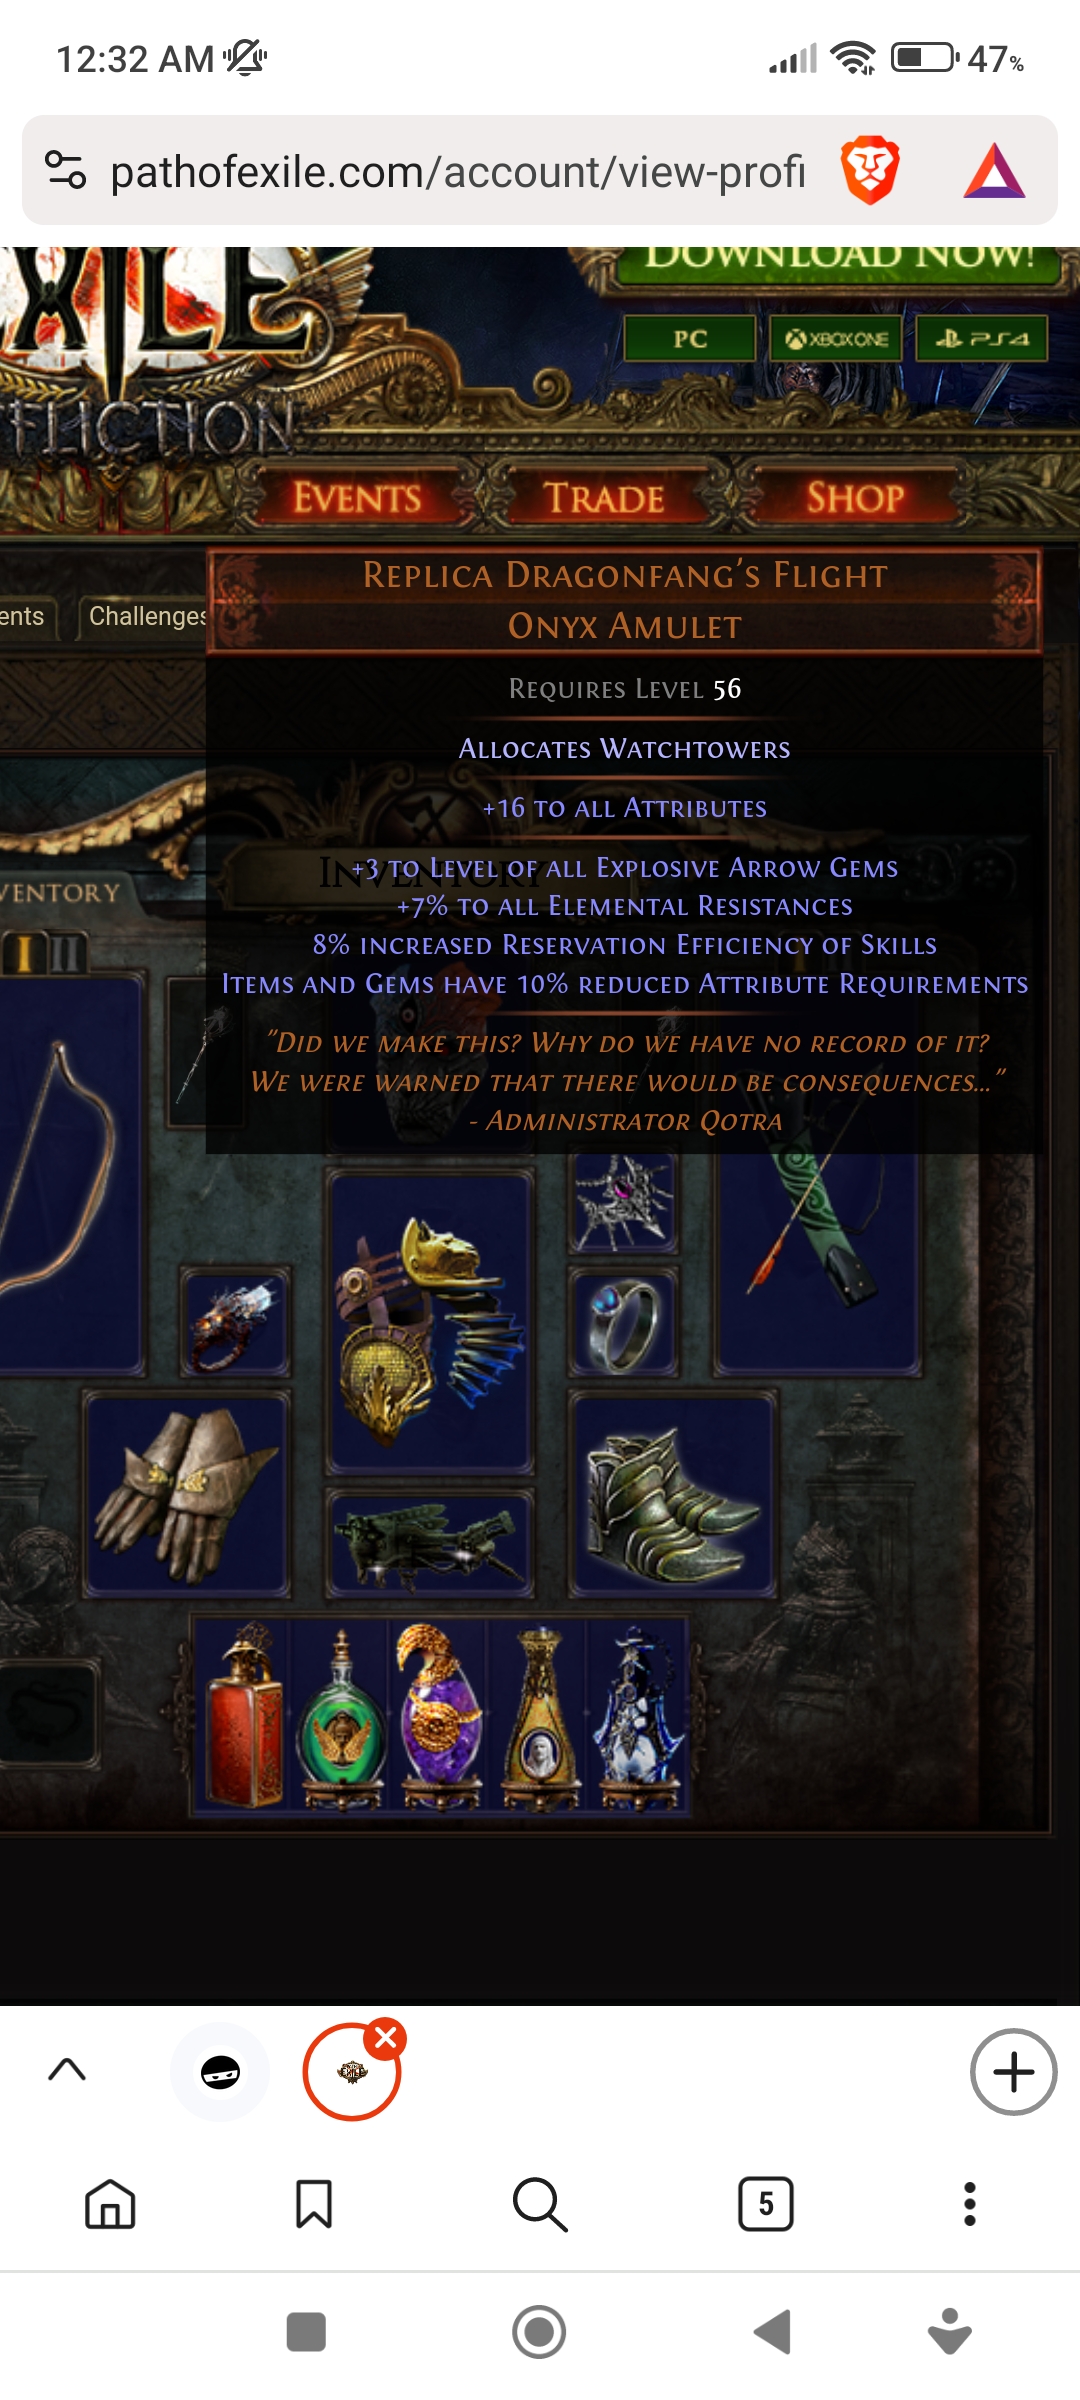 12:32 AM
47%
pathofexile.com/account/view-profi
XILE
FLICTION
DOWNLOAD NOW!
PC
XBOX ONE
PS4
EVENTS
TRADE
SHOP
ents
Challenges
REPLICA DRAGONFANG'S FLIGHT
ONYX AMULET
REQUIRES LEVEL 56
ALLOCATES WATCHTOWERS
+16 TO ALL ATTRIBUTES
INVENTORY
+3 TO LEVEL OF ALL EXPLOSIVE ARROW GEMS
+7% TO ALL ELEMENTAL RESISTANCES
8% INCREASED RESERVATION EFFICIENCY OF SKILLS
ITEMS AND GEMS HAVE 10% REDUCED ATTRIBUTE REQUIREMENTS
"DID WE MAKE THIS? WHY DO WE HAVE NO RECORD OF IT?
WE WERE WARNED THAT THERE WOULD BE CONSEQUENCES..."
- ADMINISTRATOR QOTRA
VENTORY
I
II
5